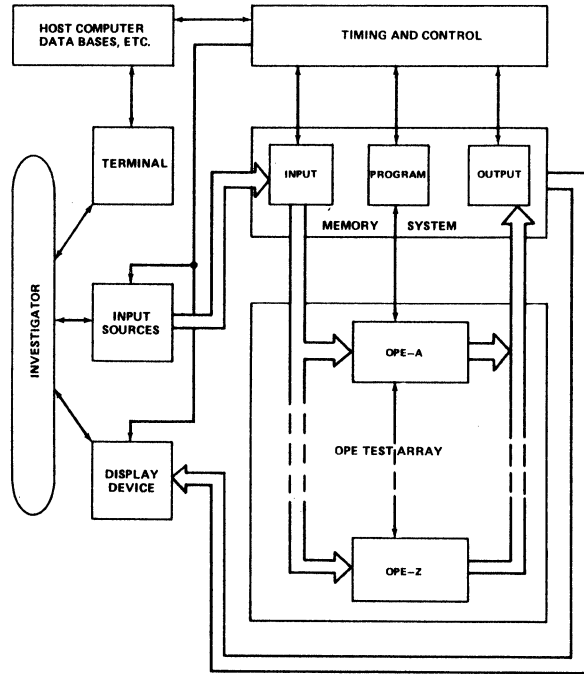 HOST COMPUTER
DATA BASES, ETC.
TIMING AND CONTROL
TERMINAL
INPUT
PROGRAM
OUTPUT
MEMORY SYSTEM
INVESTIGATOR
INPUT
SOURCES
OPE-A
OPE TEST ARRAY
DISPLAY
DEVICE
OPE-Z